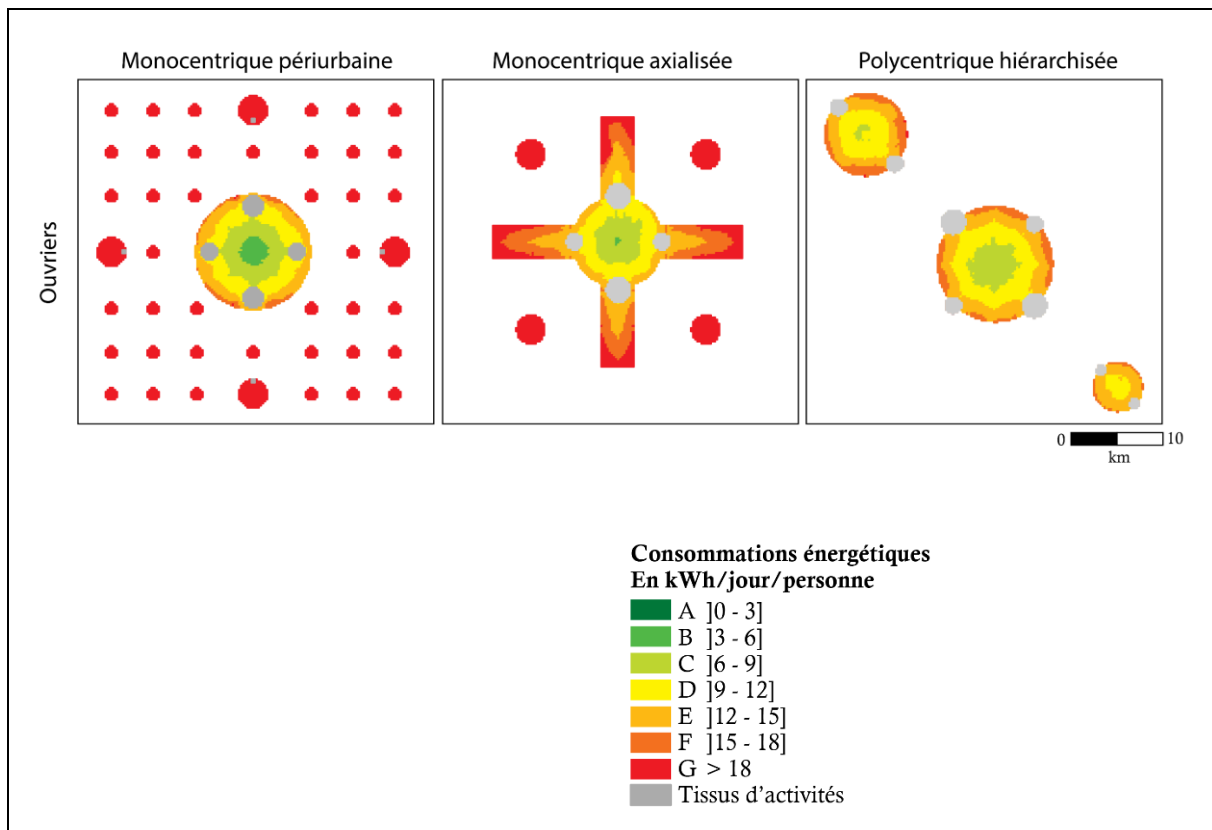 Monocentrique périurbaine
Monocentrique axialisée
Polycentrique hiérarchisée
Ouvriers
0 10
km
Consommations énergétiques
En kWh/jour/personne
A ]0 - 3]
B ]3 - 6]
C ]6 - 9]
D ]9 - 12]
E ]12 - 15]
F ]15 - 18]
G > 18
Tissus d'activités